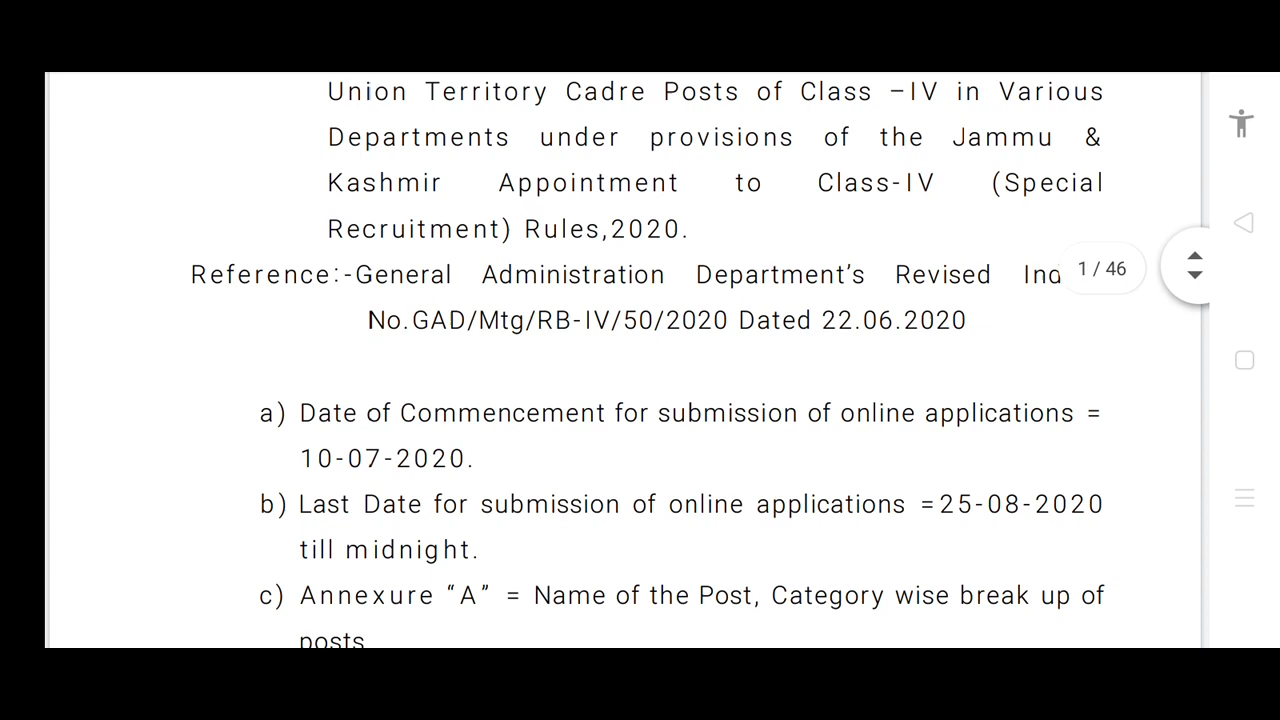 Union Territory Cadre Posts of Class –IV in Various
Departments under provisions of the Jammu &
Kashmir Appointment to Class-IV (Special
Recruitment) Rules,2020.
Reference:-General Administration Department’s Revised
1 / 46
No.GAD/Mtg/RB-IV/50/2020 Dated 22.06.2020
a) Date of Commencement for submission of online applications =
10-07-2020.
b) Last Date for submission of online applications =25-08-2020
till midnight.
c) Annexure “A” = Name of the Post, Category wise break up of
posts